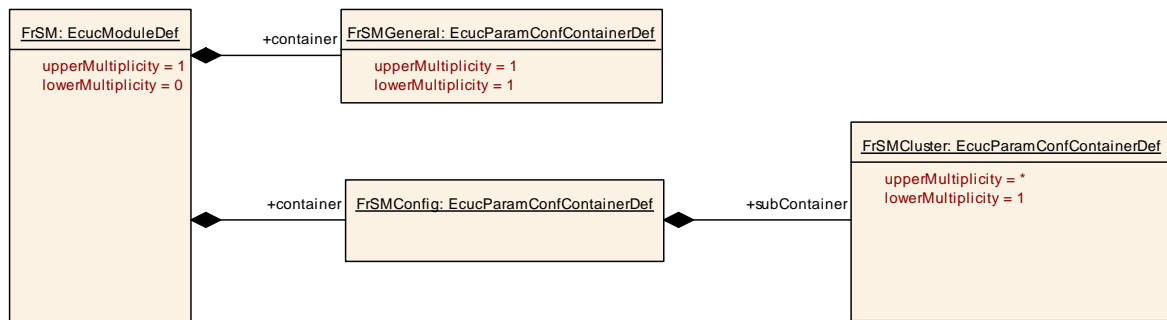 FrSM: EcucModuleDef
upperMultiplicity = 1
lowerMultiplicity = 0
+container
FrSMGeneral: EcucParamConfContainerDef
upperMultiplicity = 1
lowerMultiplicity = 1
+container
FrSMConfig: EcucParamConfContainerDef
+subContainer
FrSMCluster: EcucParamConfContainerDef
upperMultiplicity = *
lowerMultiplicity = 1